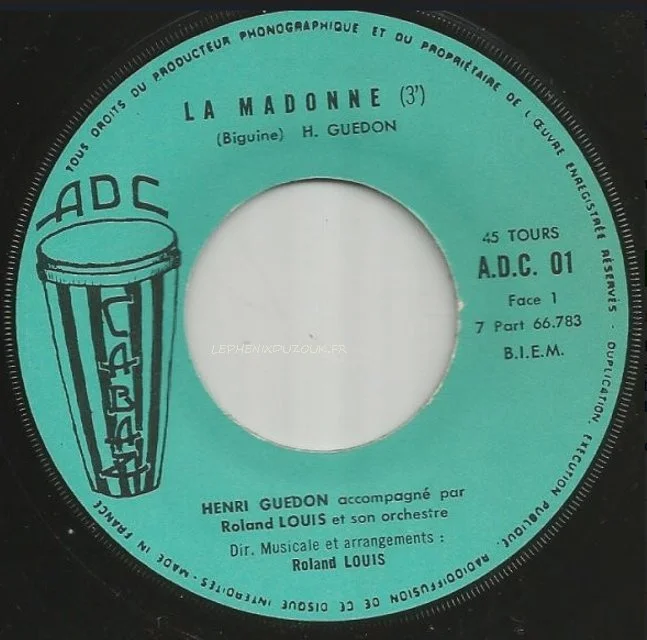 TOUS DROITS DU PRODUCTEUR PHONOGRAPHIQUE ET DU PROPRIÉTAIRE DE L'ŒUVRE ENREGISTRÉE RÉSERVÉS · DUPLICATION, EXÉCUTION PUBLIQUE, RADIODIFFUSION DE CE DISQUE INTERDITES - MADE IN FRANCE
LA MADONNE (3')
(Biguine) H. GUEDON
ADC
CABANA
45 TOURS
A.D.C. 01
Face 1
7 Part 66.783
B.I.E.M.
LEPHENIXDUZOUK.FR
HENRI GUEDON accompagné par
Roland LOUIS et son orchestre
Dir. Musicale et arrangements :
Roland LOUIS